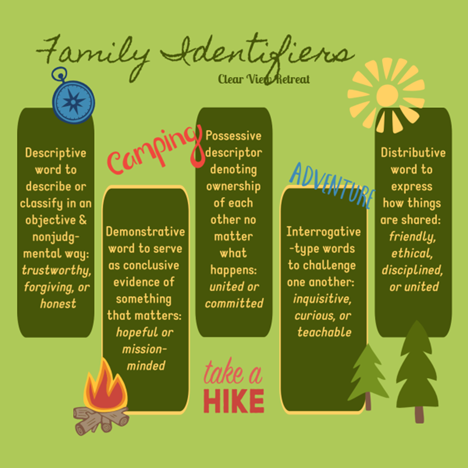 Family Identifiers
Clear View Retreat
Descriptive
word to
describe or
classify in an
objective &
nonjudg-
mental way:
trustworthy,
forgiving, or
honest
Camping
Demonstrative
word to serve
as conclusive
evidence of
something
that matters:
hopeful or
mission-
minded
Possessive
descriptor
denoting
ownership
of each
other no
matter
what
happens:
united or
committed
take a
HIKE
ADVENTURE
Interrogative
-type words
to challenge
one another:
inquisitive,
curious, or
teachable
Distributive
word to
express
how things
are shared:
friendly,
ethical,
disciplined,
or united